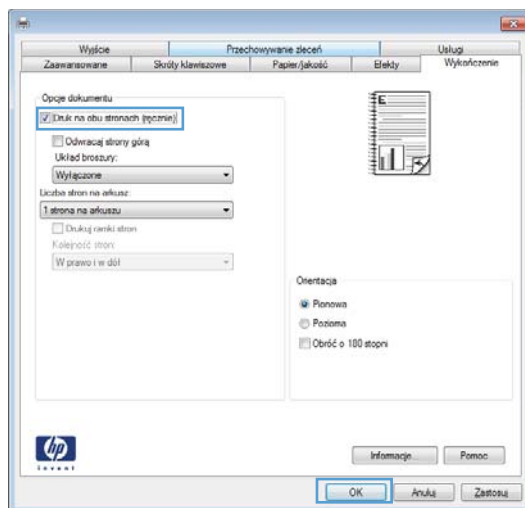 Wyjście Przechowywanie zleceń Usługi
Zaawansowane Skróty klawiszowe Papier/jakość Efekty Wykończenie
Opcje dokumentu
Druk na obu stronach (ręcznie)
Odwracaj strony górą
Układ broszury:
Wyłączone
Liczba stron na arkusz:
1 strona na arkuszu
Drukuj ramki stron
Kolejność stron:
W prawo i w dół
E
Orientacja
Pionowa
Pozioma
Obróć o 180 stopni
hp
invent
Informacje... Pomoc
OK Anuluj Zastosuj